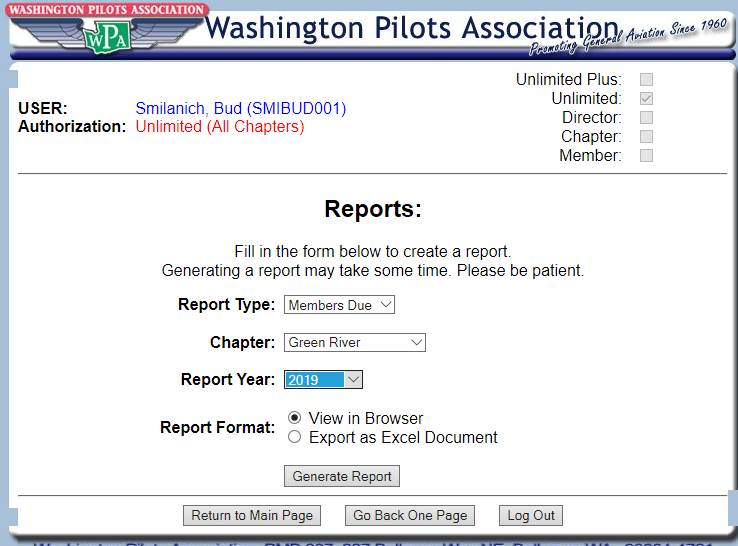 WASHINGTON PILOTS ASSOCIATION
WPA
Washington Pilots Association
Promoting General Aviation Since 1960
Unlimited Plus:
Unlimited:
Director:
Chapter:
Member:
USER: Smilanich, Bud (SMIBUD001)
Authorization: Unlimited (All Chapters)
Reports:
Fill in the form below to create a report.
Generating a report may take some time. Please be patient.
Report Type: Members Due
Chapter: Green River
Report Year: 2019
Report Format: View in Browser
Export as Excel Document
Generate Report
Return to Main Page Go Back One Page Log Out